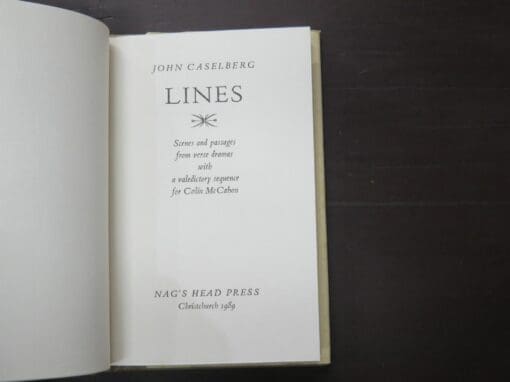 JOHN CASELBERG
LINES
Scenes and passages
from verse dramas
with
a valedictory sequence
for Colin McCahon
NAG'S HEAD PRESS
Christchurch 1989